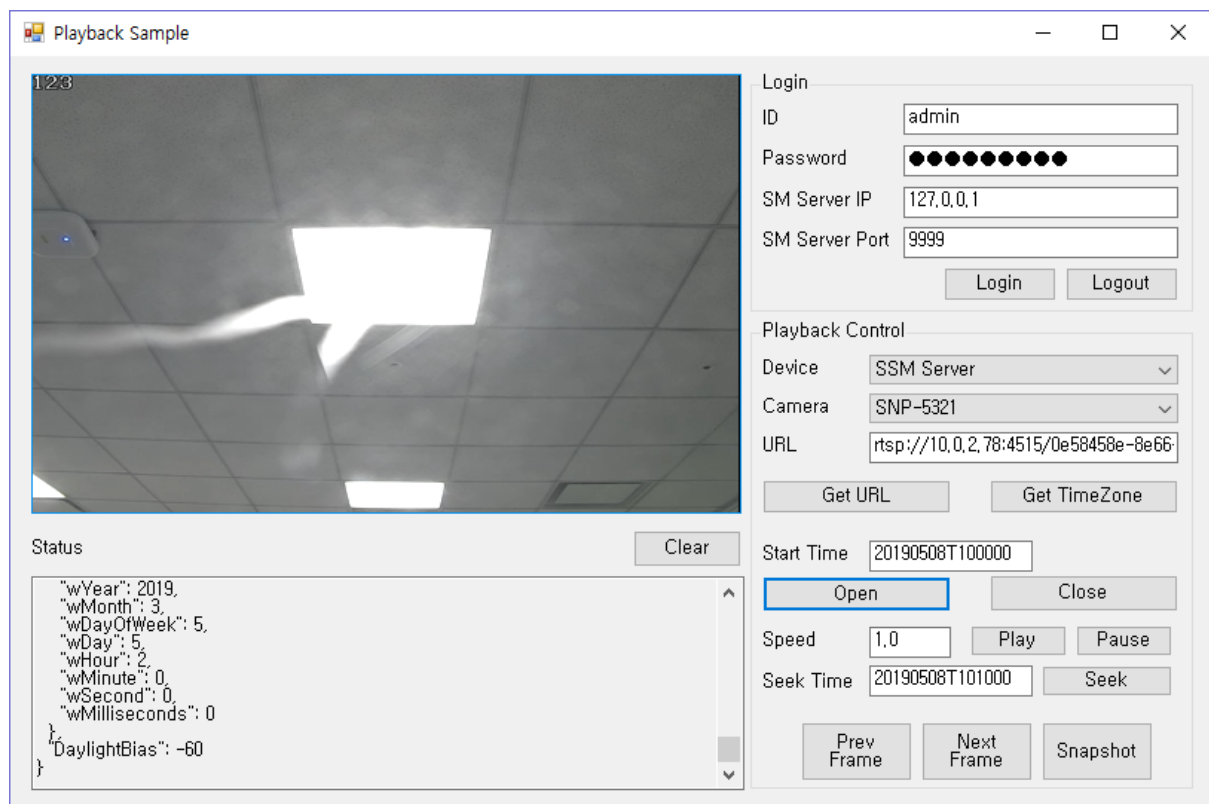 Playback Sample
123
Login
ID
admin
Password
●●●●●●●●●
SM Server IP
127,0,0,1
SM Server Port
9999
Login
Logout
Playback Control
Device
SSM Server
Camera
SNP-5321
URL
rtsp://10,0,2,78:4515/0e58458e-8e66-
Get URL
Get TimeZone
Start Time
20190508T100000
Open
Close
Speed
1,0
Play
Pause
Seek Time
20190508T101000
Seek
Prev
Frame
Next
Frame
Snapshot
Status
Clear
"wYear": 2019,
"wMonth": 3,
"wDayOfWeek": 5,
"wDay": 5,
"wHour": 2,
"wMinute": 0,
"wSecond": 0,
"wMilliseconds": 0
},
"DaylightBias": -60
}